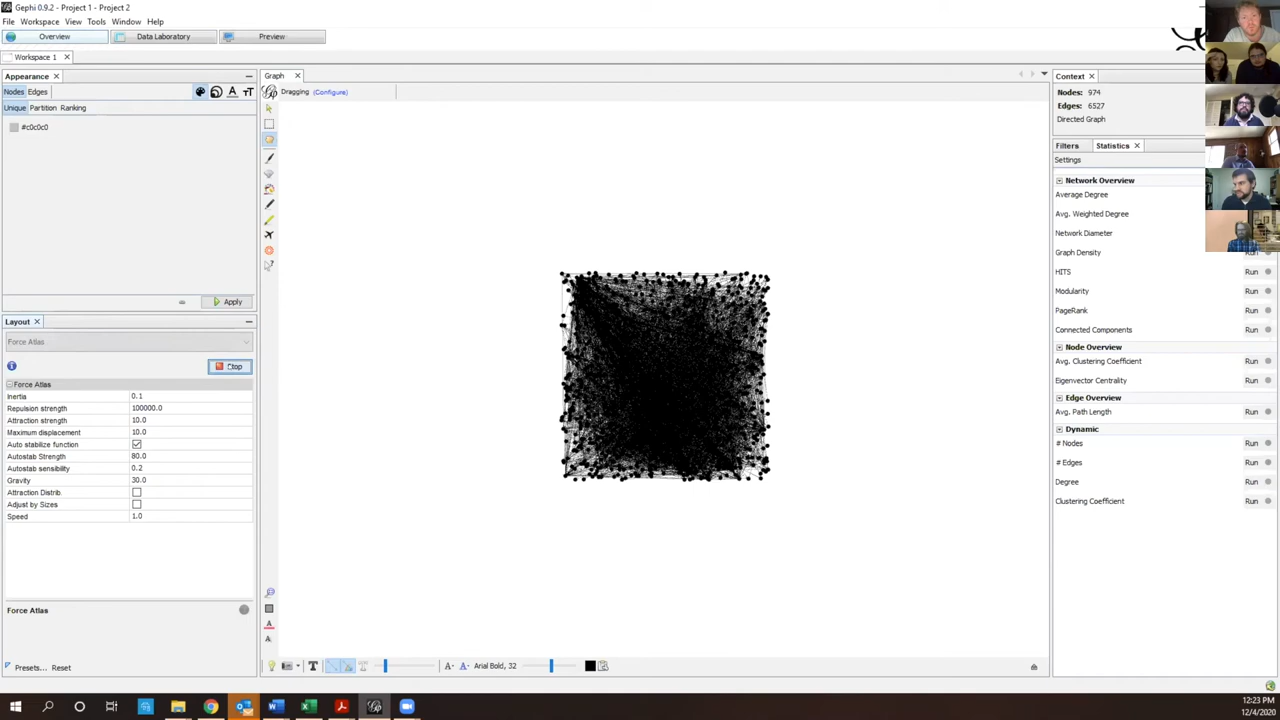 Gephi 0.9.2 - Project 1 - Project 2
File Workspace View Tools Window Help
Overview Data Laboratory Preview
Workspace 1
Appearance
Nodes Edges
Unique Partition Ranking
#c0c0c0
Apply
Layout
Force Atlas
Stop
Force Atlas
Inertia 0.1
Repulsion strength 100000.0
Attraction strength 10.0
Maximum displacement 10.0
Auto stabilize function
Autostab Strength 80.0
Autostab sensibility 0.2
Gravity 30.0
Attraction Distrib.
Adjust by Sizes
Speed 1.0
Force Atlas
Presets... Reset
Graph
Dragging (Configure)
Arial Bold, 32
Context
Nodes: 974
Edges: 6527
Directed Graph
Filters Statistics
Settings
Network Overview
Average Degree
Avg. Weighted Degree
Network Diameter
Graph Density Run
HITS Run
Modularity Run
PageRank Run
Connected Components Run
Node Overview
Avg. Clustering Coefficient Run
Eigenvector Centrality Run
Edge Overview
Avg. Path Length Run
Dynamic
# Nodes Run
# Edges Run
Degree Run
Clustering Coefficient Run
12:23 PM
12/4/2020